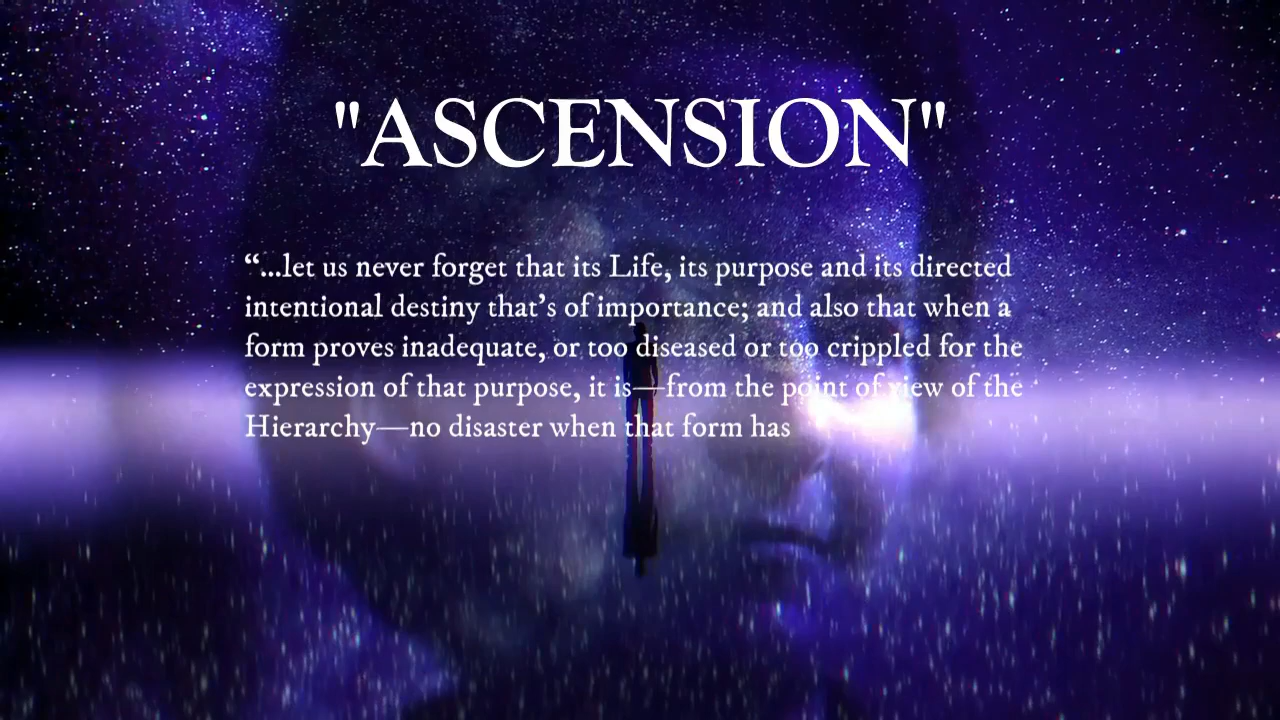 "ASCENSION"
“...let us never forget that its Life, its purpose and its directed
intentional destiny that’s of importance; and also that when a
form proves inadequate, or too diseased or too crippled for the
expression of that purpose, it is—from the point of view of the
Hierarchy—no disaster when that form has